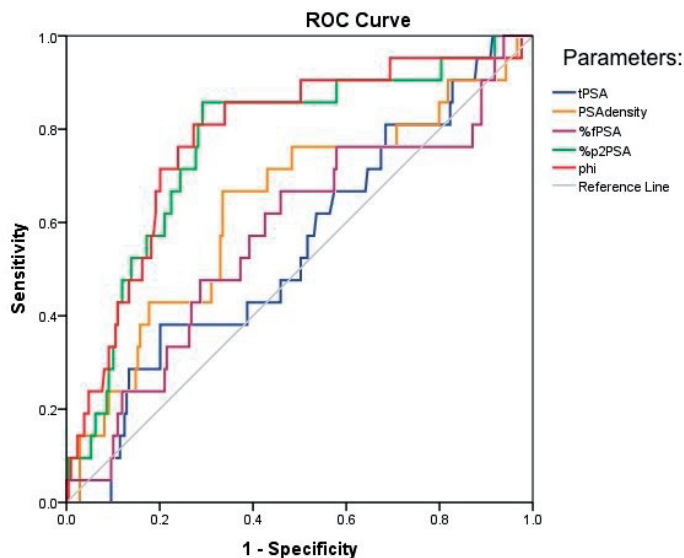 ROC Curve
Parameters:
tPSA
PSAdensity
%fPSA
%p2PSA
phi
Reference Line
Sensitivity
1.0
0.8
0.6
0.4
0.2
0.0
0.0 0.2 0.4 0.6 0.8 1.0
1 - Specificity